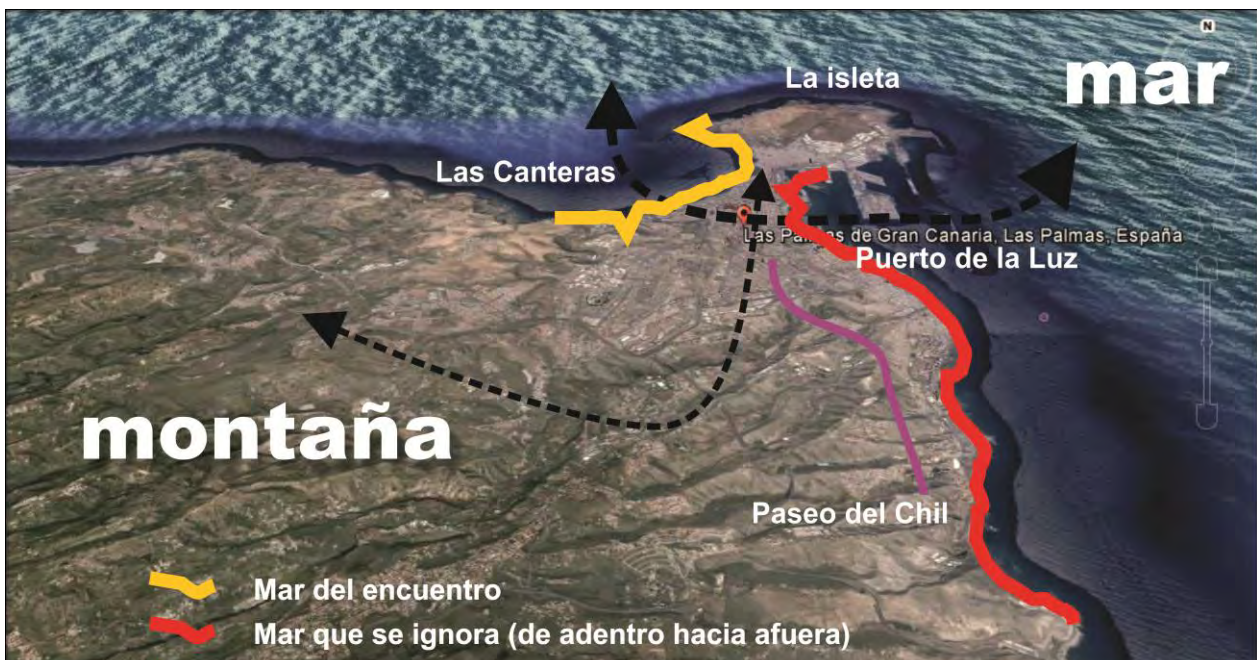 N
mar
La isleta
Las Canteras
Las Palmas de Gran Canaria, Las Palmas, España
Puerto de la Luz
montaña
Paseo del Chil
Mar del encuentro
Mar que se ignora (de adentro hacia afuera)